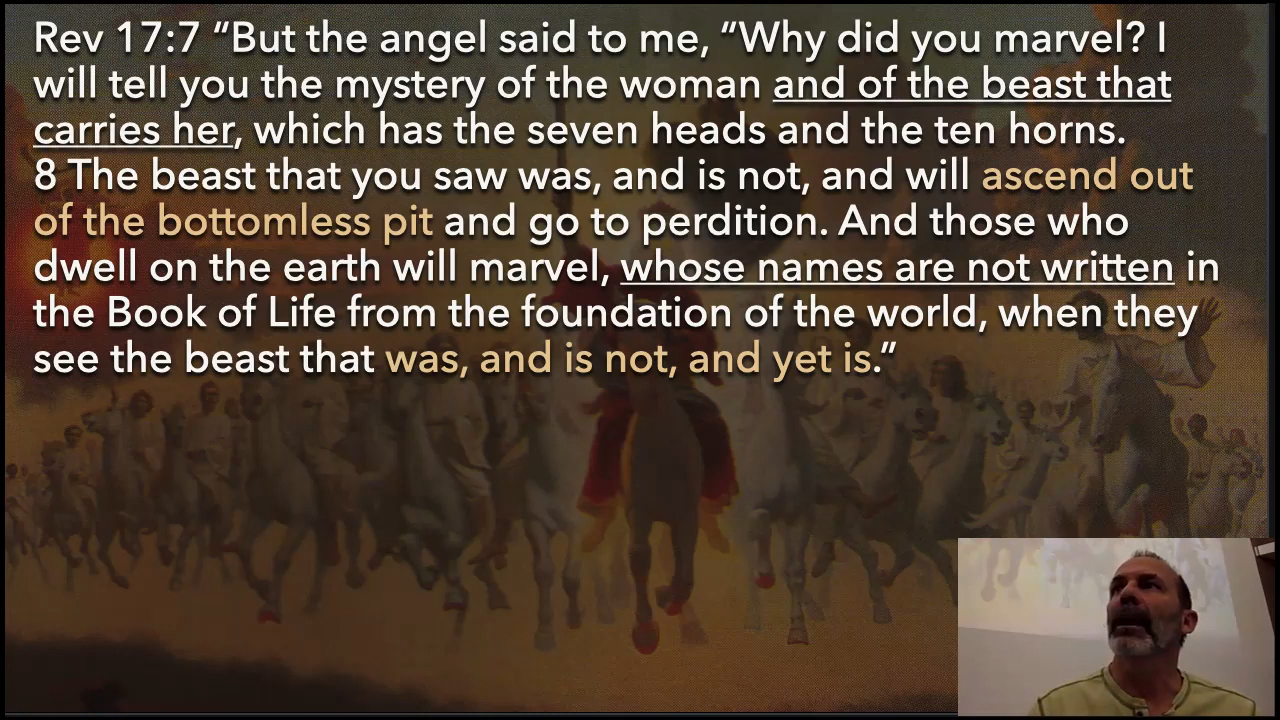 Rev 17:7 “But the angel said to me, “Why did you marvel? I
will tell you the mystery of the woman and of the beast that
carries her, which has the seven heads and the ten horns.
8 The beast that you saw was, and is not, and will ascend out
of the bottomless pit and go to perdition. And those who
dwell on the earth will marvel, whose names are not written in
the Book of Life from the foundation of the world, when they
see the beast that was, and is not, and yet is.”